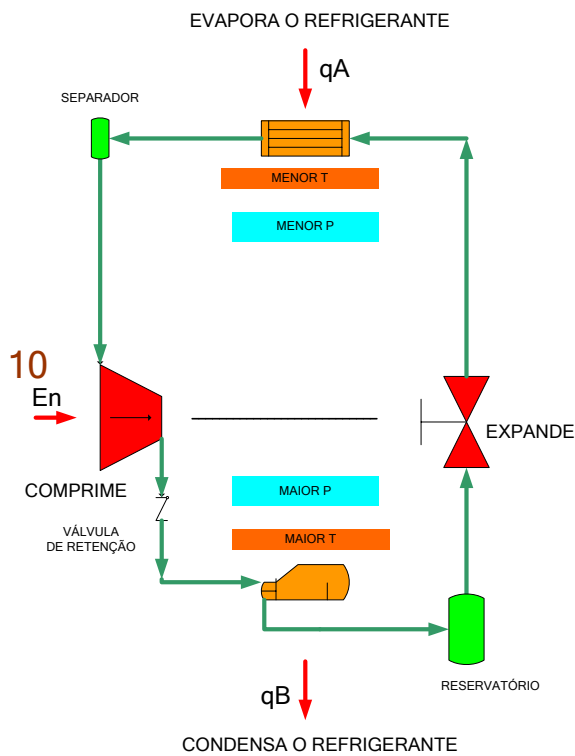 EVAPORA O REFRIGERANTE
qA
SEPARADOR
MENOR T
MENOR P
10
En
EXPANDE
COMPRIME
MAIOR P
VÁLVULA
DE RETENÇÃO
MAIOR T
RESERVATÓRIO
qB
CONDENSA O REFRIGERANTE